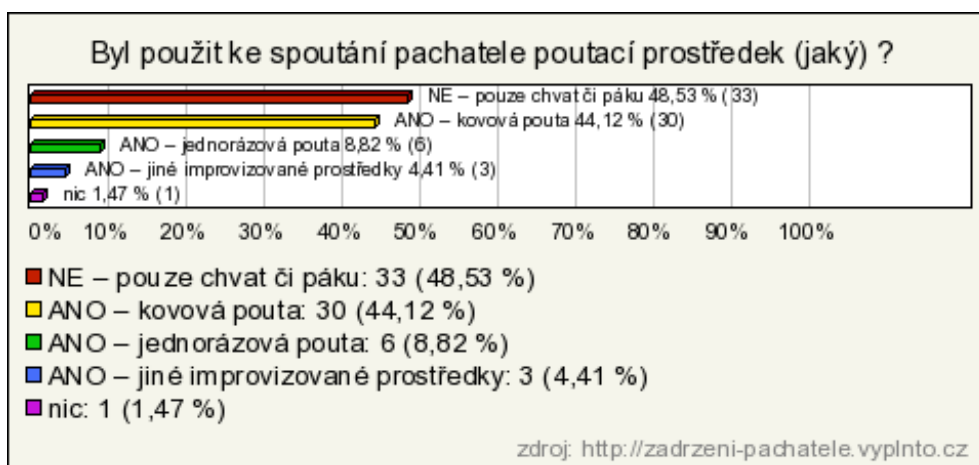 Byl použit ke spoutání pachatele poutací prostředek (jaký) ?
NE – pouze chvat či páku 48,53 % (33)
ANO – kovová pouta 44,12 % (30)
ANO – jednorázová pouta 8,82 % (6)
ANO – jiné improvizované prostředky 4,41 % (3)
nic 1,47 % (1)
0% 10% 20% 30% 40% 50% 60% 70% 80% 90% 100%
NE – pouze chvat či páku: 33 (48,53 %)
ANO – kovová pouta: 30 (44,12 %)
ANO – jednorázová pouta: 6 (8,82 %)
ANO – jiné improvizované prostředky: 3 (4,41 %)
nic: 1 (1,47 %)
zdroj: http://zadrzeni-pachatele.vyplnto.cz